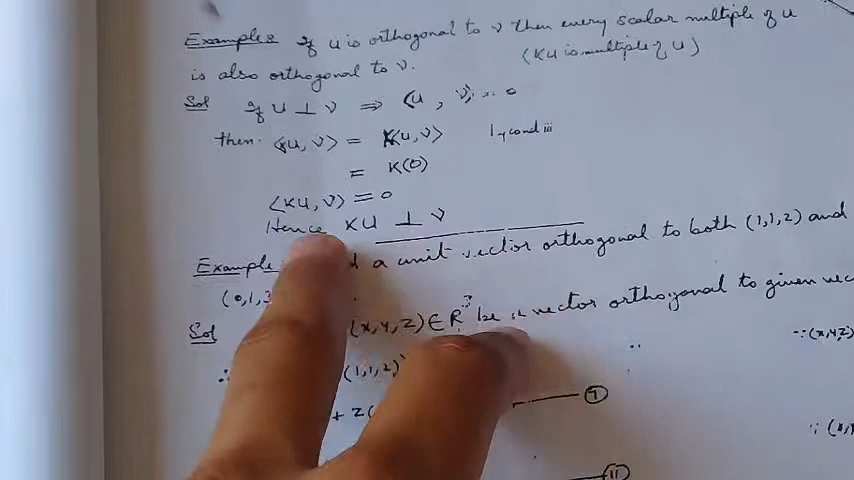 Example: If u is orthogonal to v then every scalar multiple of u
is also orthogonal to v. (Ku is multiple of u)
Sol If u ⊥ v ⇒ ⟨u, v⟩ = 0
then ⟨Ku, v⟩ = K⟨u, v⟩ by cond iii
= K(0)
⟨Ku, v⟩ = 0
Hence Ku ⊥ v
Example a unit vector orthogonal to both (1,1,2) and
(0,1,3
Sol (x,y,z) ∈ R³ be a vector orthogonal to given
∵ (x,y,z)
∴ (1,1,2)
+ z( I
∵ (x,
II